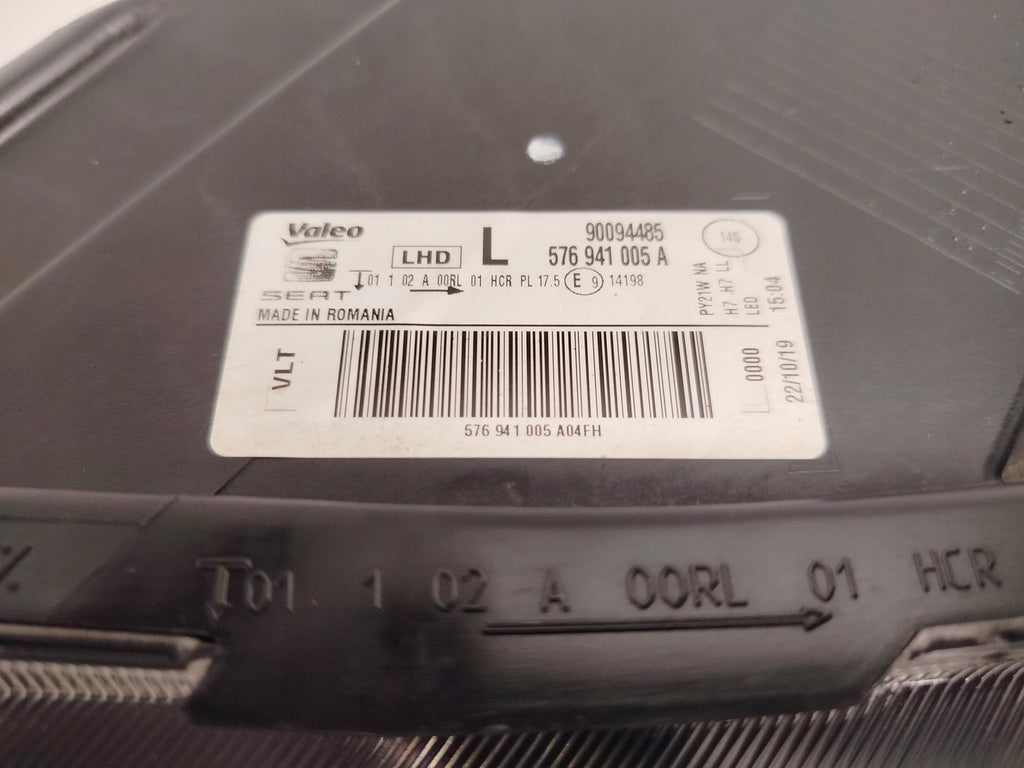 Valeo
LHD
L
90094485
576 941 005 A
14S
SEAT
01 1 02 A 00RL 01 HCR PL 17.5 E 9 14198
MADE IN ROMANIA
PY21W NA
H7 H7 LL
LED
15:04
VLT
0000
22/10/19
576 941 005 A04FH
%
01 1 02 A 00RL 01 HCR